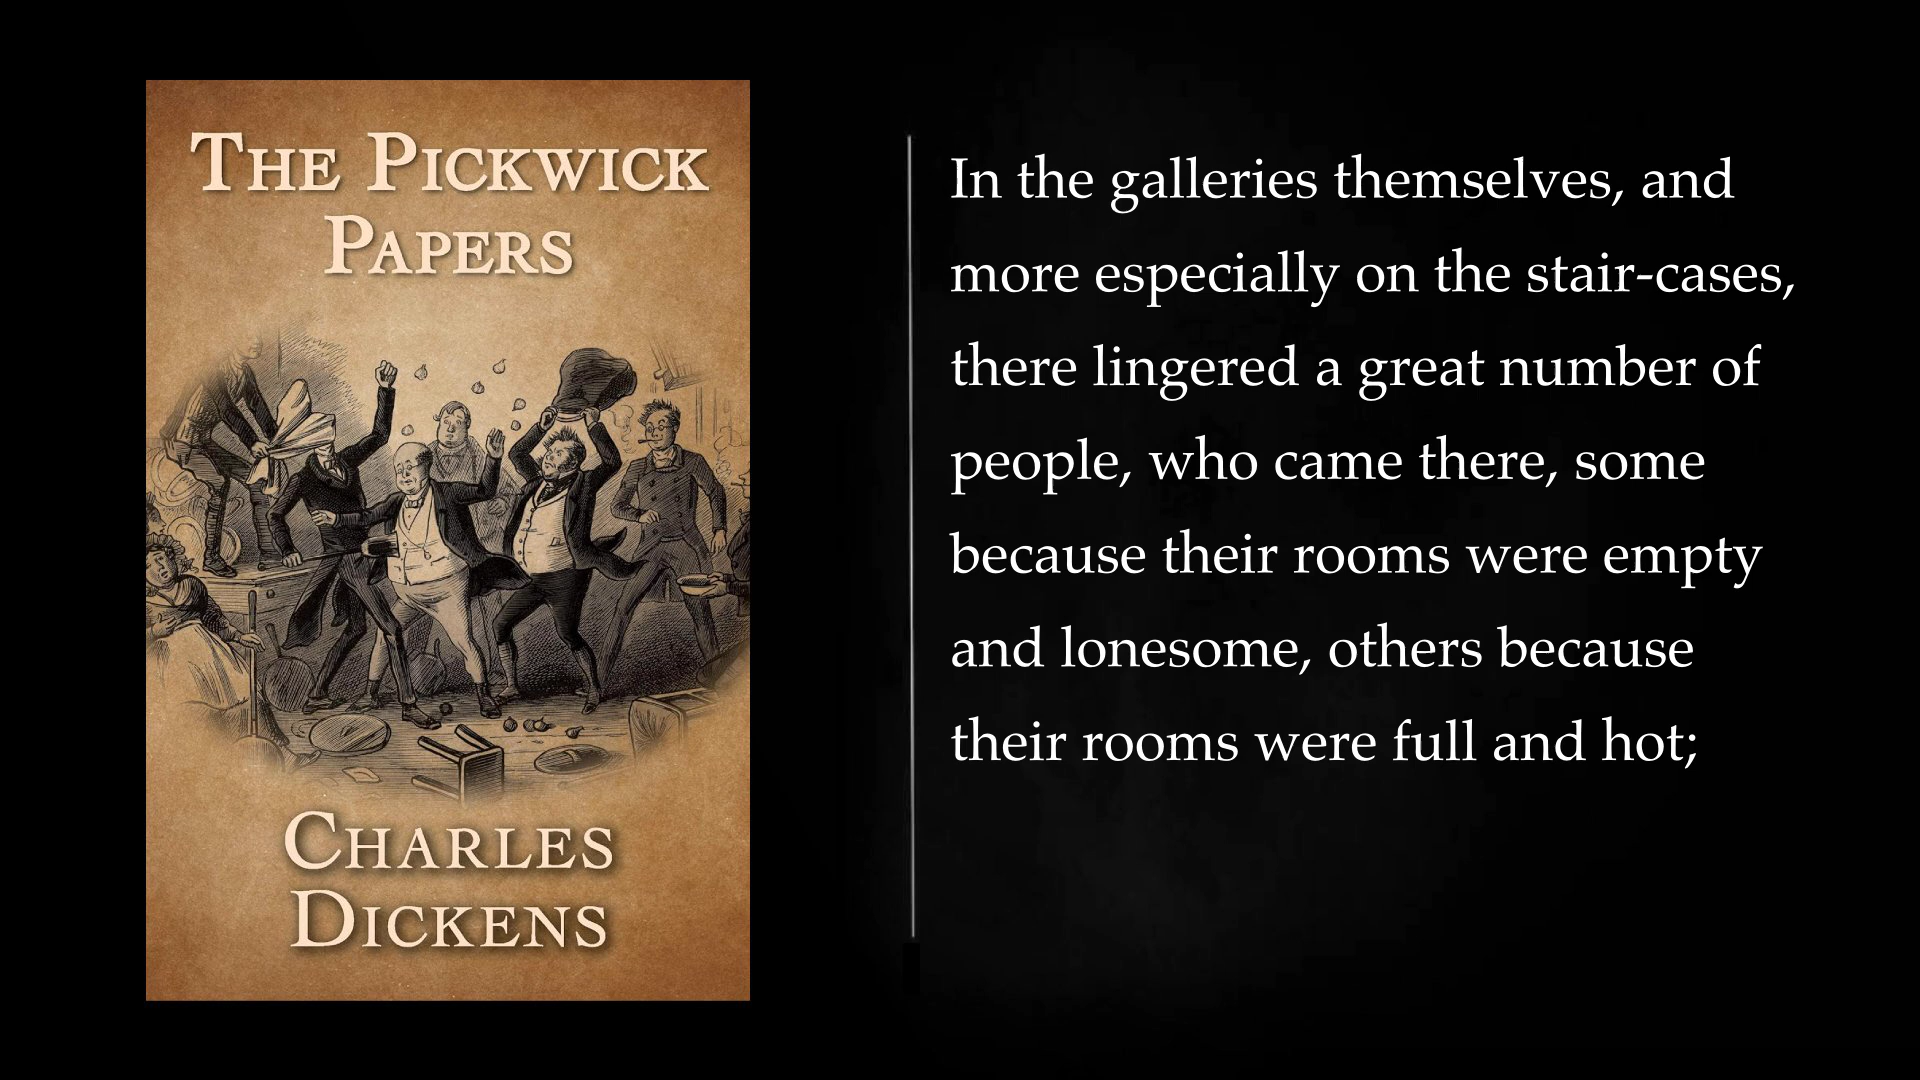 THE PICKWICK
PAPERS
CHARLES
DICKENS
In the galleries themselves, and
more especially on the stair-cases,
there lingered a great number of
people, who came there, some
because their rooms were empty
and lonesome, others because
their rooms were full and hot;